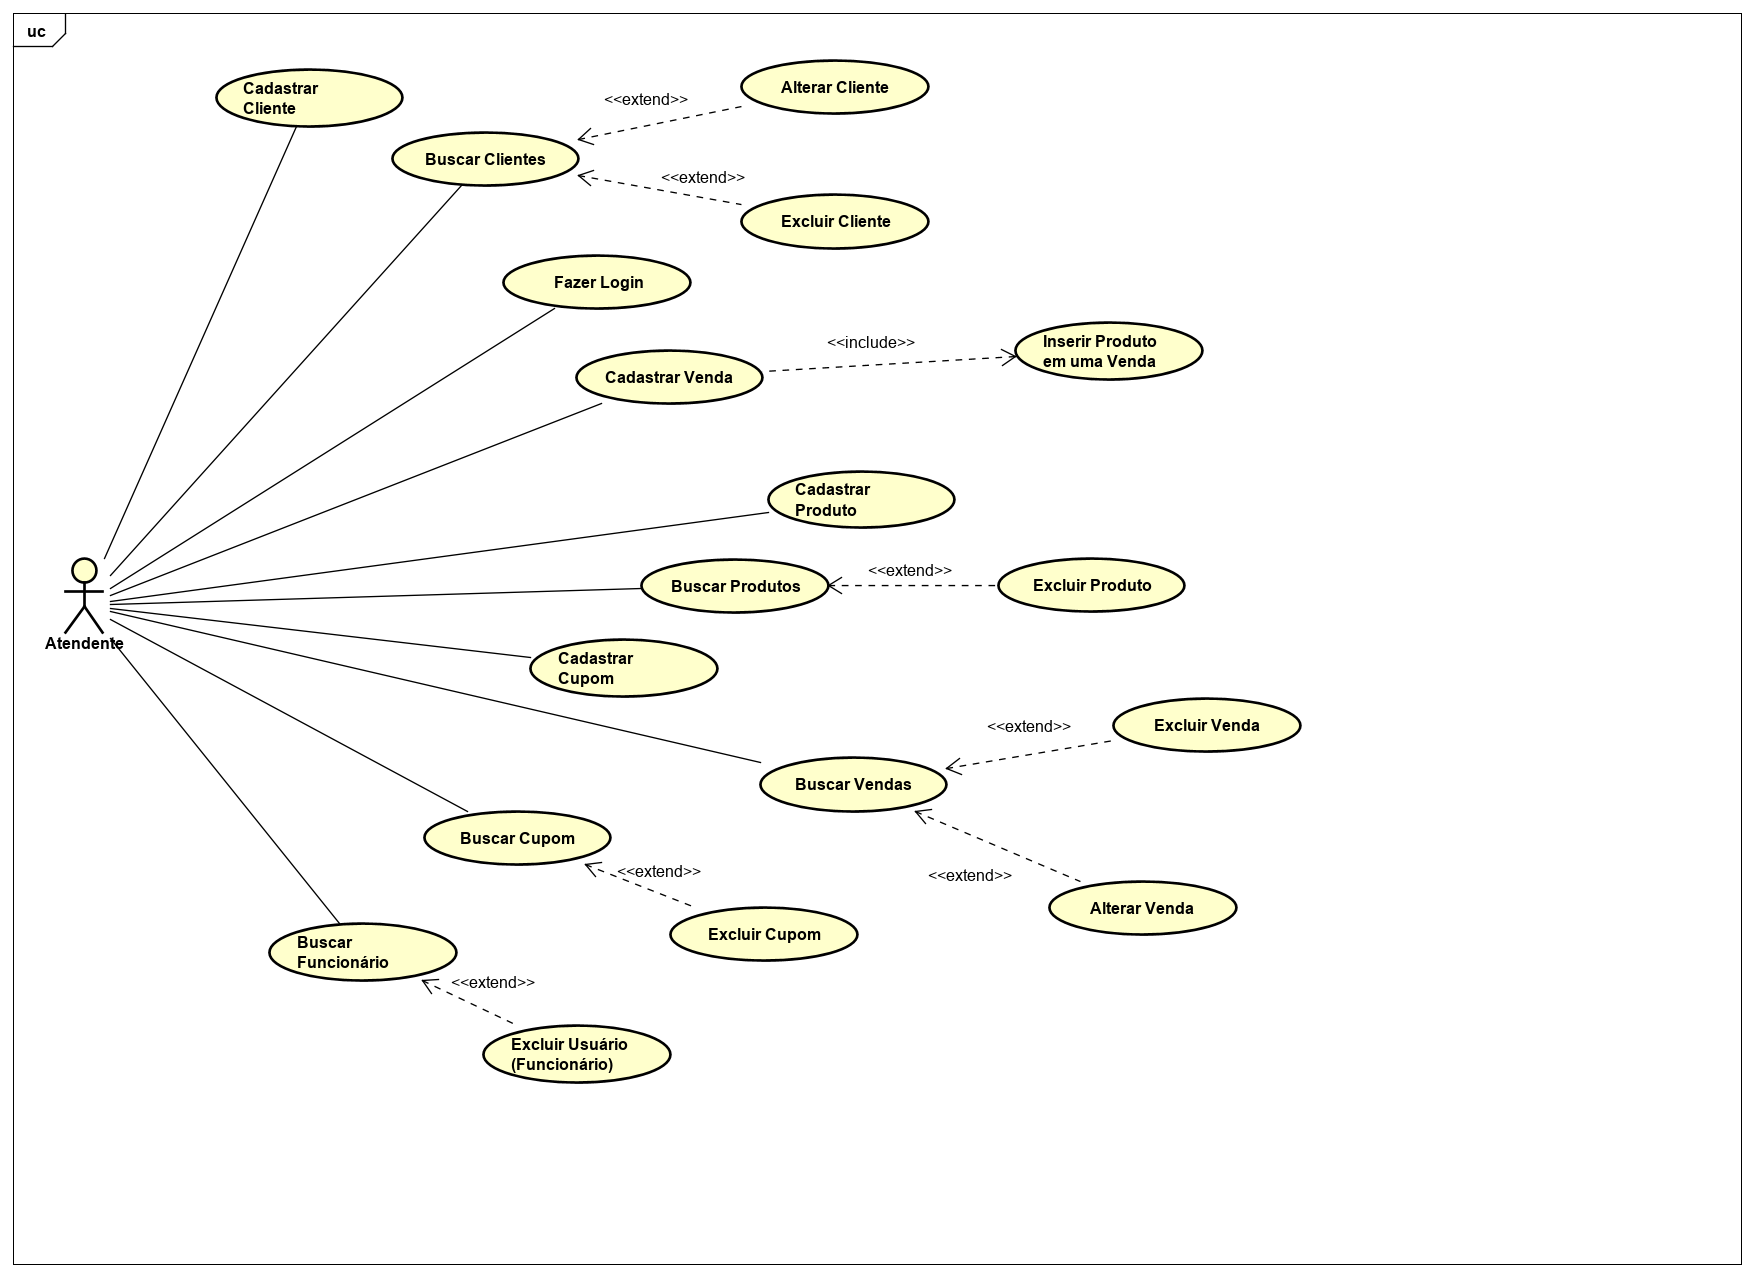 uc
Cadastrar
Cliente
Alterar Cliente
<<extend>>
Buscar Clientes
<<extend>>
Excluir Cliente
Fazer Login
<<include>>
Inserir Produto
em uma Venda
Cadastrar Venda
Cadastrar
Produto
Buscar Produtos
<<extend>>
Excluir Produto
Atendente
Cadastrar
Cupom
<<extend>>
Excluir Venda
Buscar Vendas
Buscar Cupom
<<extend>>
<<extend>>
Alterar Venda
Excluir Cupom
Buscar
Funcionário
<<extend>>
Excluir Usuário
(Funcionário)